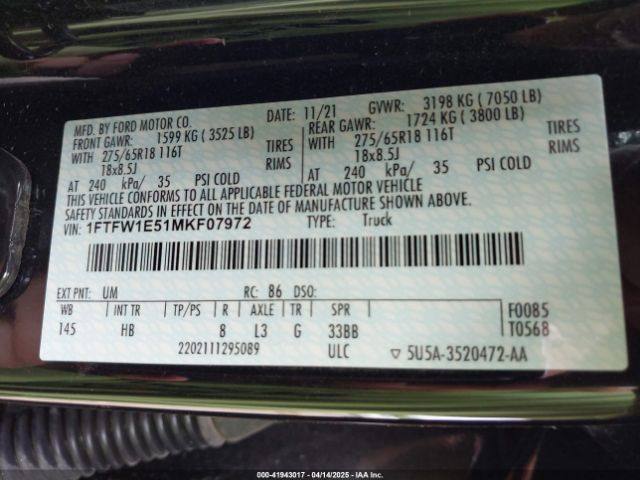 MFD. BY FORD MOTOR CO. DATE: 11/21 GVWR: 3198 KG ( 7050 LB)
FRONT GAWR: 1599 KG ( 3525 LB) REAR GAWR: 1724 KG ( 3800 LB)
WITH 275/65R18 116T TIRES WITH 275/65R18 116T TIRES
18x8.5J RIMS 18x8.5J RIMS
AT 240 kPa/ 35 PSI COLD AT 240 kPa/ 35 PSI COLD
THIS VEHICLE CONFORMS TO ALL APPLICABLE FEDERAL MOTOR VEHICLE
SAFETY STANDARDS IN EFFECT ON THE DATE OF MANUFACTURE SHOWN ABOVE.
VIN: 1FTFW1E51MKF07972 TYPE: Truck
EXT PNT: UM RC: 86 DSO:
WB INT TR TP/PS R AXLE TR SPR F0085
145 HB 8 L3 G 33BB T0568
2202111295089 ULC ▽ 5U5A-3520472-AA
000-41943017 04/14/2025 IAA Inc.